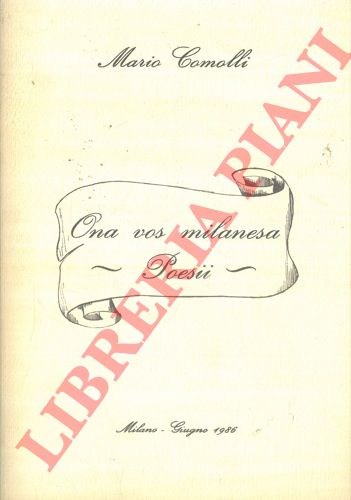 Mario Comolli
Ona vos milanesa
~ Poesii ~
Milano - Giugno 1986
LIBRERIA PIANI